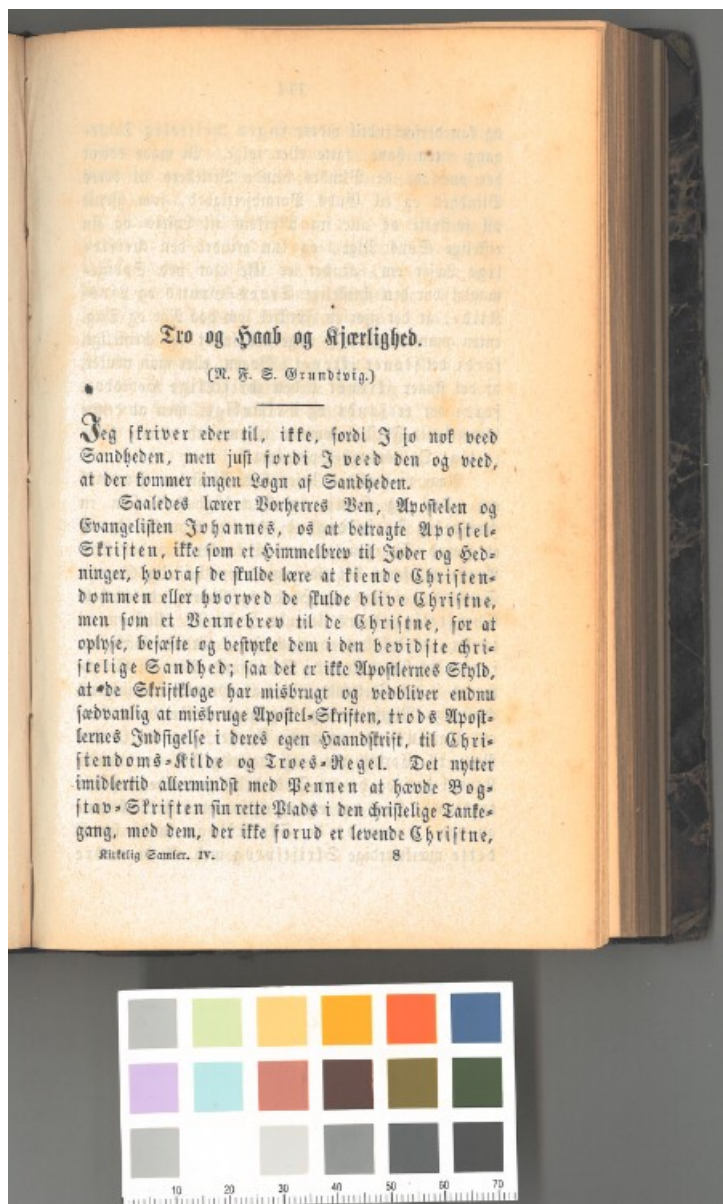 Tro og Haab og Kjærlighed.
(N. F. S. Grundtvig.)
Jeg skriver eder til, ikke, fordi I jo nok veed
Sandheden, men just fordi I veed den og veed,
at der kommer ingen Løgn af Sandheden.
Saaledes lærer Vorherres Ven, Apostelen og
Evangelisten Johannes, os at betragte Apostel-
Skriften, ikke som et Himmelbrev til Jøder og Hed-
ninger, hvoraf de skulde lære at kiende Christen-
dommen eller hvorved de skulde blive Christne,
men som et Vennebrev til de Christne, for at
oplyse, befæste og bestyrke dem i den bevidste chri-
stelige Sandhed; saa det er ikke Apostlernes Skyld,
at de Skriftkloge har misbrugt og vedbliver endnu
sædvanlig at misbruge Apostel-Skriften, trods Apost-
lernes Indsigelse i deres egen Haandskrift, til Chri-
stendoms-Kilde og Troes-Regel. Det nytter
imidlertid allermindst med Pennen at hævde Bog-
stav-Skriften sin rette Plads i den christelige Tanke-
gang, mod dem, der ikke forud er levende Christne,
Kirkelig Samler. IV. 8
10 20 30 40 50 60 70